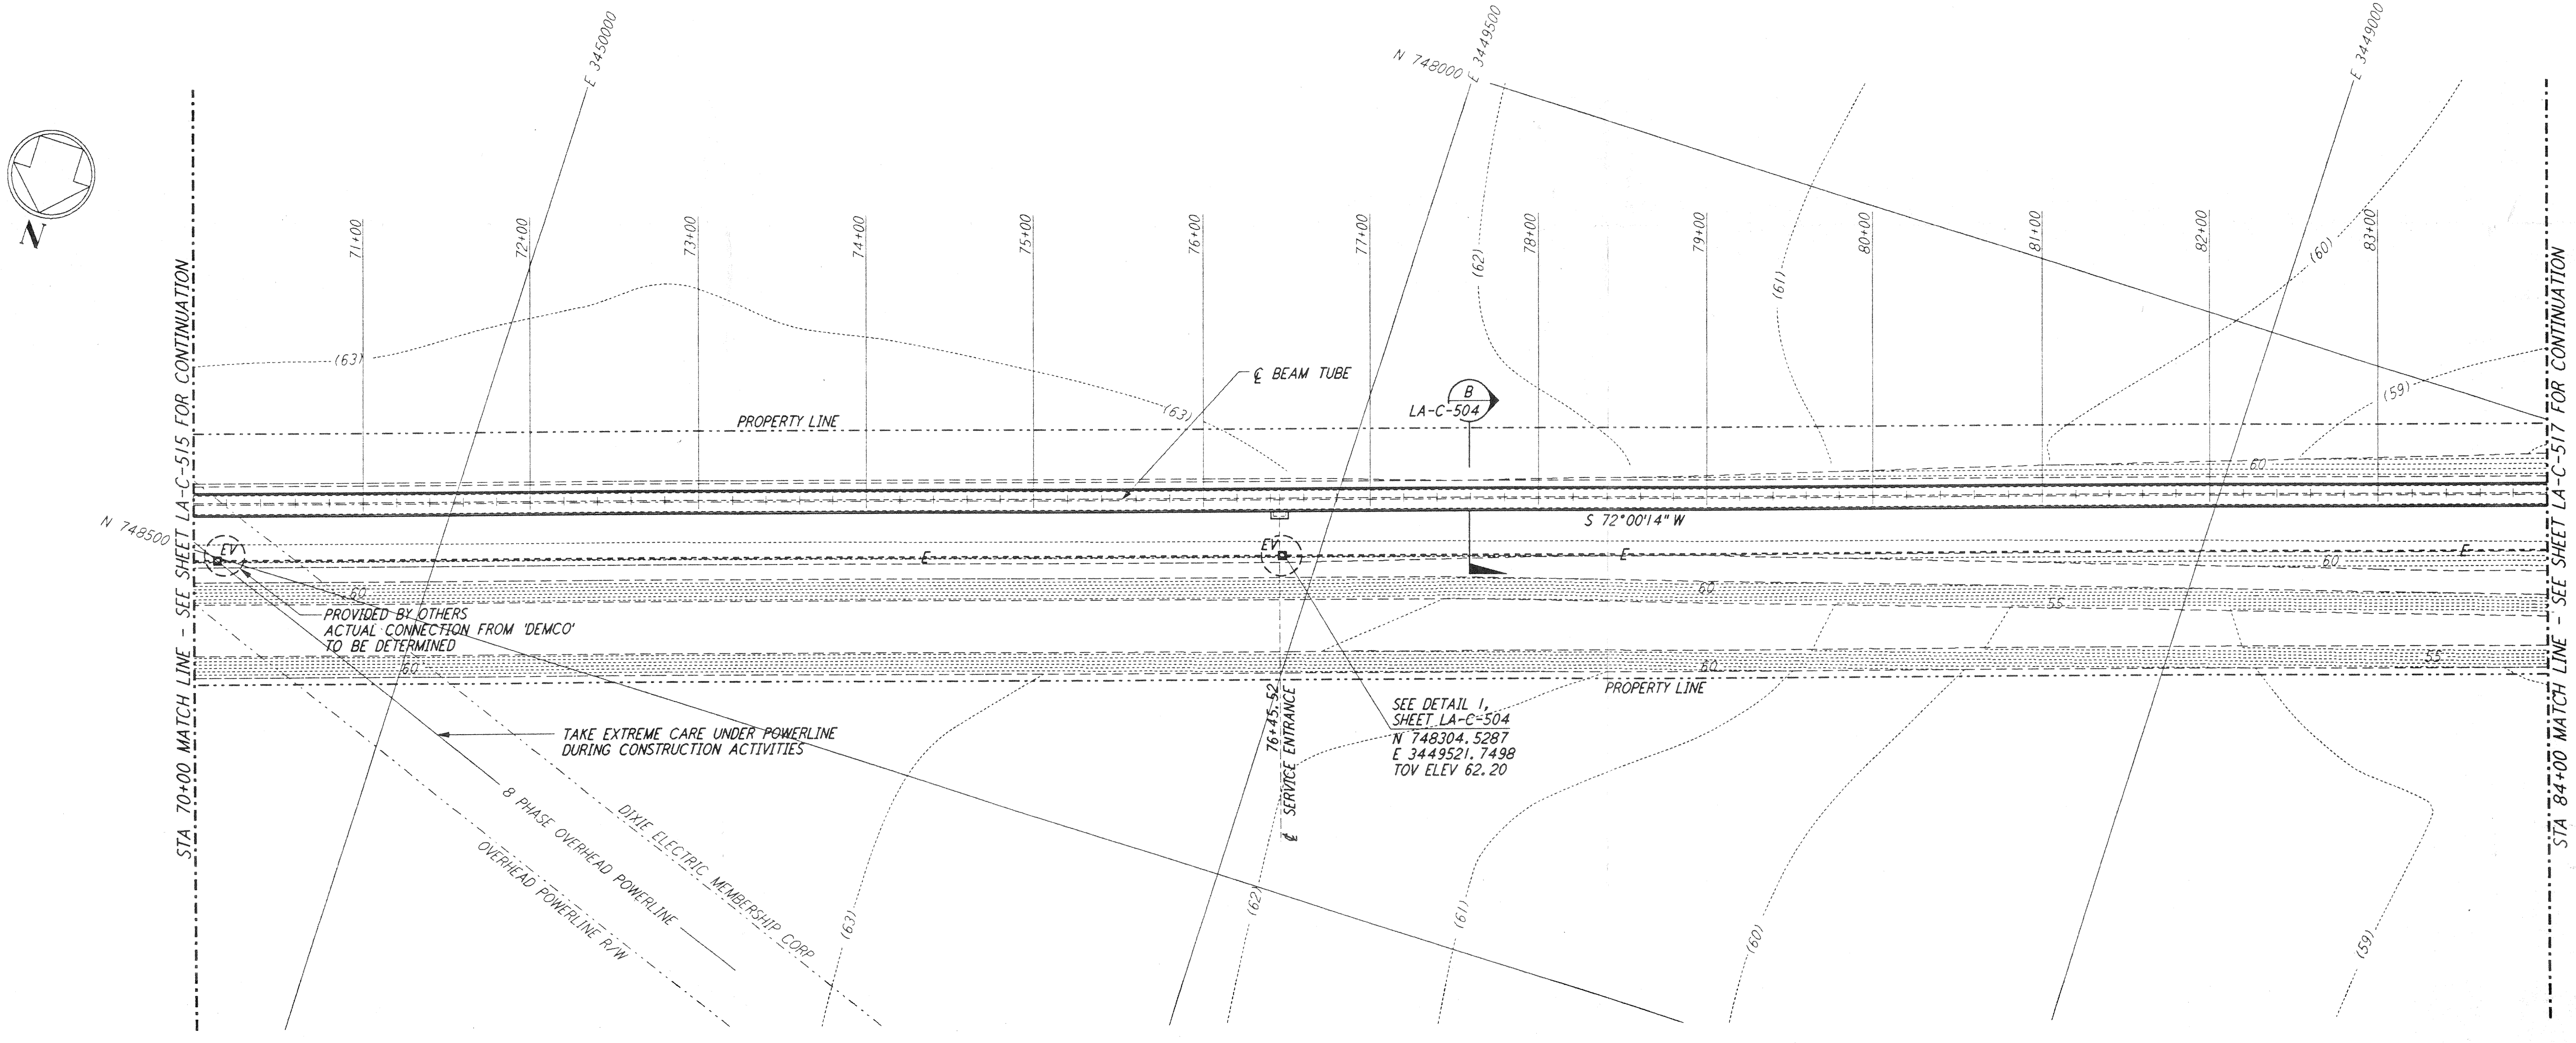 E 3450000
N 748000
E 3449500
E 3449000
N
71+00
72+00
73+00
74+00
75+00
76+00
77+00
78+00
79+00
80+00
81+00
82+00
83+00
(62)
(61)
(60)
(63)
(63)
(59)
℄ BEAM TUBE
B
LA-C-504
PROPERTY LINE
60
S 72°00'14" W
N 748500
EV
E
EV
E
E
60
60
60
55
PROVIDED BY OTHERS
ACTUAL CONNECTION FROM 'DEMCO'
TO BE DETERMINED
60
60
55
PROPERTY LINE
76+45.52
℄ SERVICE ENTRANCE
SEE DETAIL 1,
SHEET LA-C-504
N 748304.5287
E 3449521.7498
TOV ELEV 62.20
TAKE EXTREME CARE UNDER POWERLINE
DURING CONSTRUCTION ACTIVITIES
8 PHASE OVERHEAD POWERLINE
DIXIE ELECTRIC MEMBERSHIP CORP
OVERHEAD POWERLINE R/W
(63)
(62)
(61)
(60)
(59)
STA 70+00 MATCH LINE - SEE SHEET LA-C-515 FOR CONTINUATION
STA 84+00 MATCH LINE - SEE SHEET LA-C-517 FOR CONTINUATION